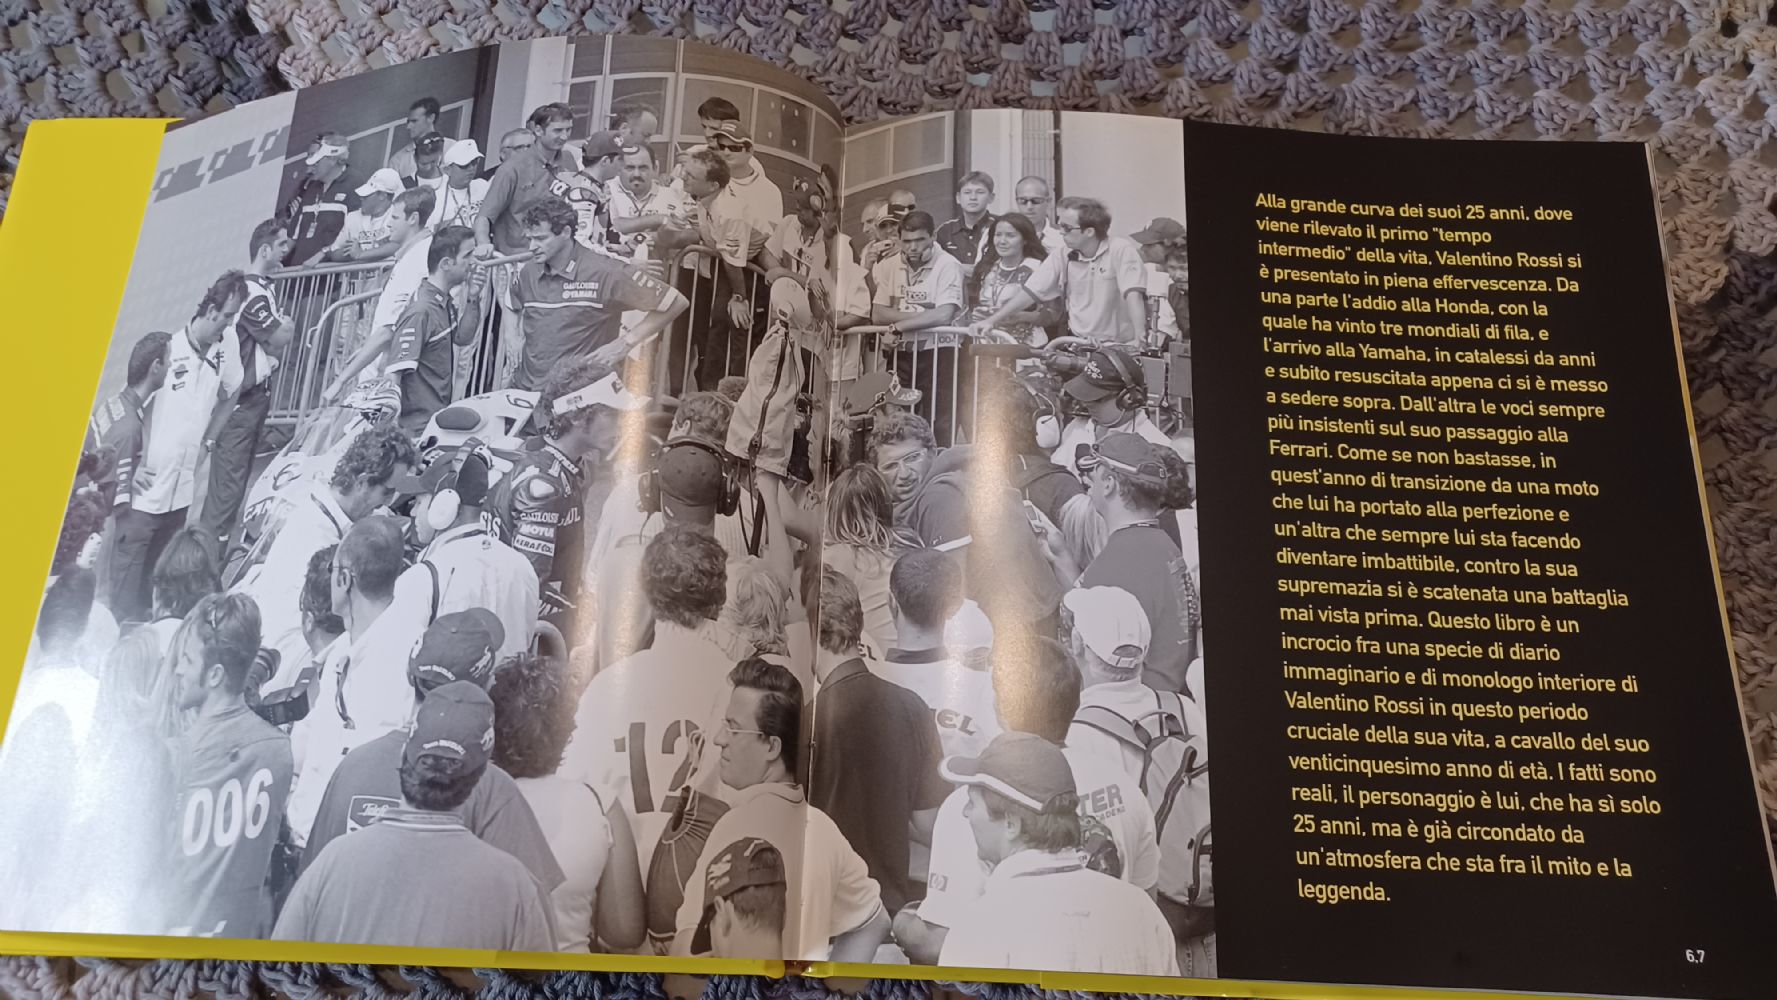 GAULOISES
@YAMAHA
GAULOISES
MOTUL
006
12
Alla grande curva dei suoi 25 anni, dove
viene rilevato il primo "tempo
intermedio" della vita, Valentino Rossi si
è presentato in piena effervescenza. Da
una parte l'addio alla Honda, con la
quale ha vinto tre mondiali di fila, e
l'arrivo alla Yamaha, in catalessi da anni
e subito resuscitata appena ci si è messo
a sedere sopra. Dall'altra le voci sempre
più insistenti sul suo passaggio alla
Ferrari. Come se non bastasse, in
quest'anno di transizione da una moto
che lui ha portato alla perfezione e
un'altra che sempre lui sta facendo
diventare imbattibile, contro la sua
supremazia si è scatenata una battaglia
mai vista prima. Questo libro è un
incrocio fra una specie di diario
immaginario e di monologo interiore di
Valentino Rossi in questo periodo
cruciale della sua vita, a cavallo del suo
venticinquesimo anno di età. I fatti sono
reali, il personaggio è lui, che ha sì solo
25 anni, ma è già circondato da
un'atmosfera che sta fra il mito e la
leggenda.
6,7